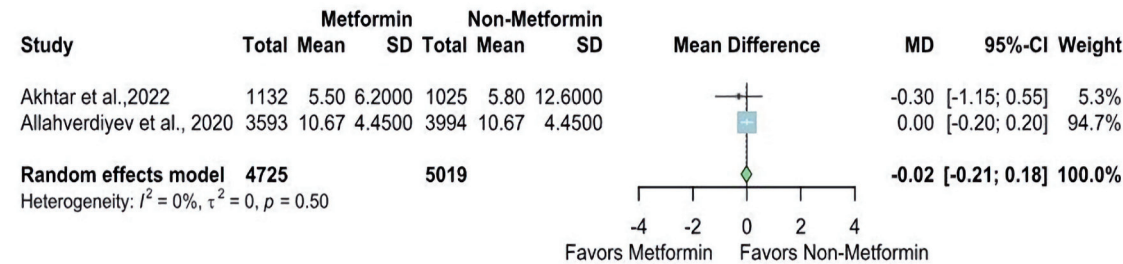 Metformin Non-Metformin
Study Total Mean SD Total Mean SD Mean Difference MD 95%-CI Weight
Akhtar et al.,2022 1132 5.50 6.2000 1025 5.80 12.6000 -0.30 [-1.15; 0.55] 5.3%
Allahverdiyev et al., 2020 3593 10.67 4.4500 3994 10.67 4.4500 0.00 [-0.20; 0.20] 94.7%
Random effects model 4725 5019 -0.02 [-0.21; 0.18] 100.0%
Heterogeneity: I² = 0%, τ² = 0, p = 0.50
-4 -2 0 2 4
Favors Metformin Favors Non-Metformin